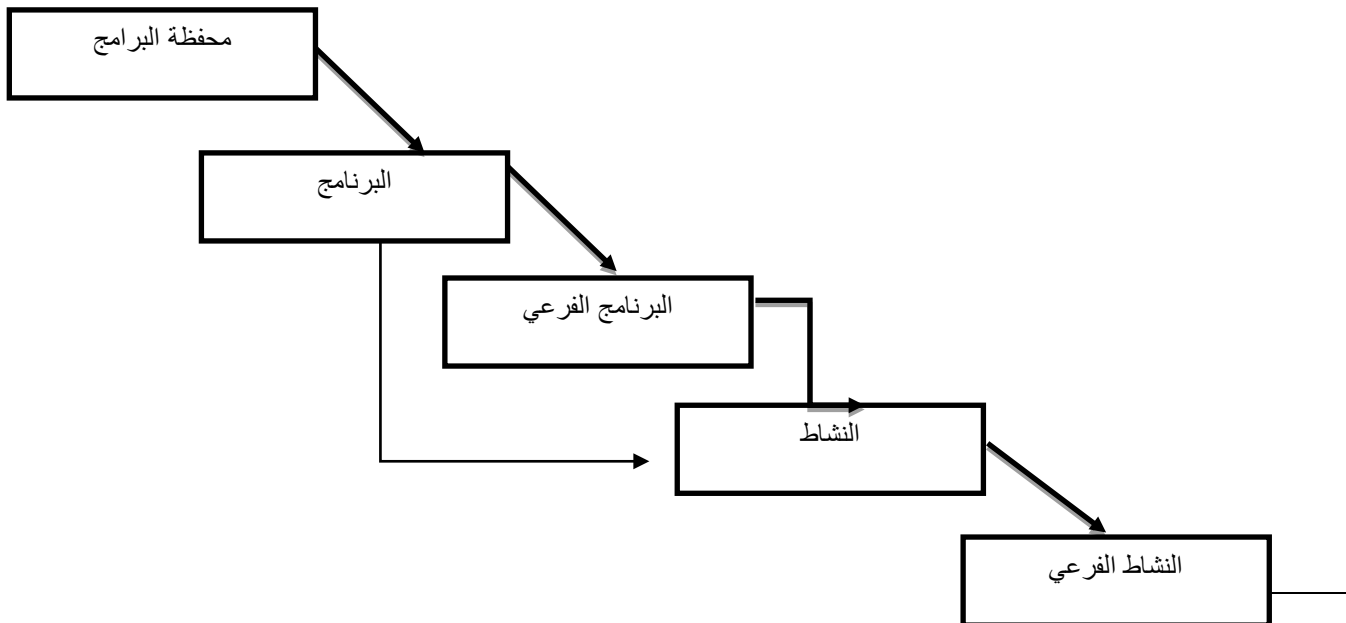 محفظة البرامج
البرنامج
البرنامج الفرعي
النشاط
النشاط الفرعي